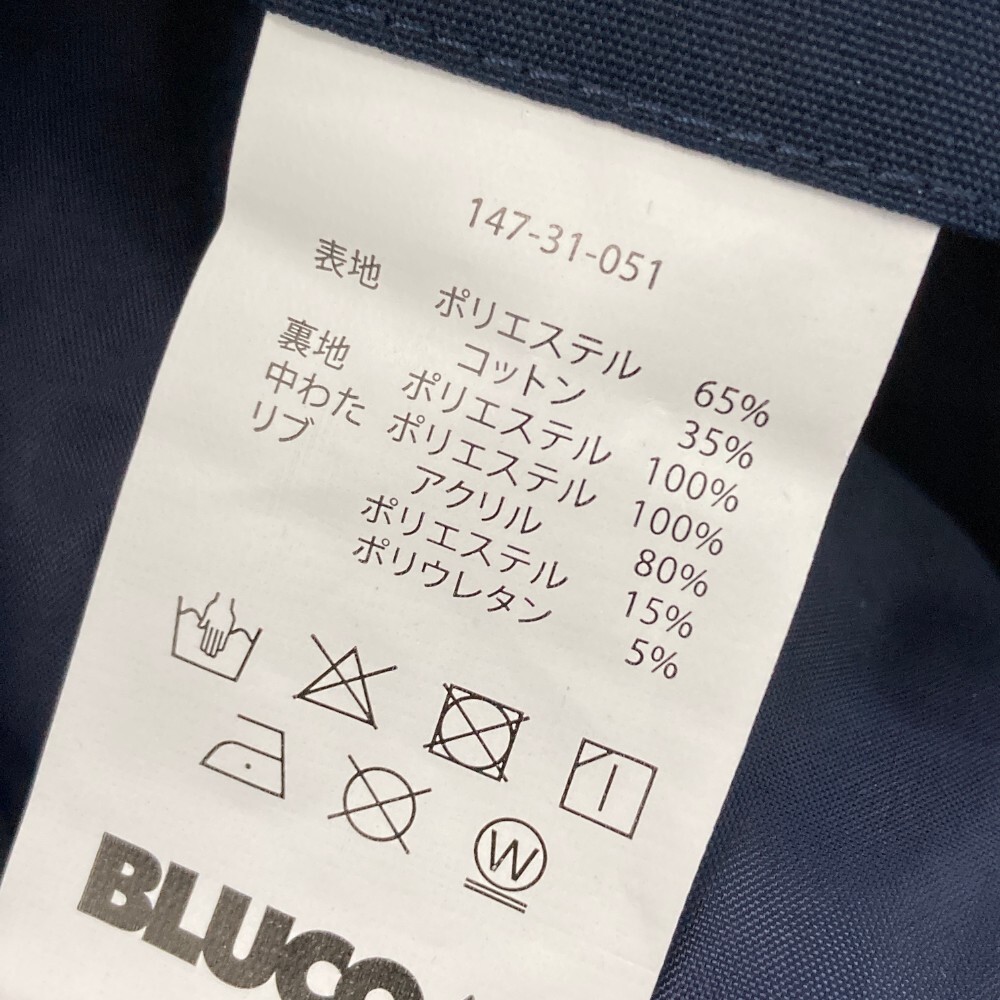 147-31-051
表地 ポリエステル 65%
コットン 35%
裏地 ポリエステル 100%
中わた ポリエステル 100%
リブ アクリル 80%
ポリエステル 15%
ポリウレタン 5%
W
BLUCO